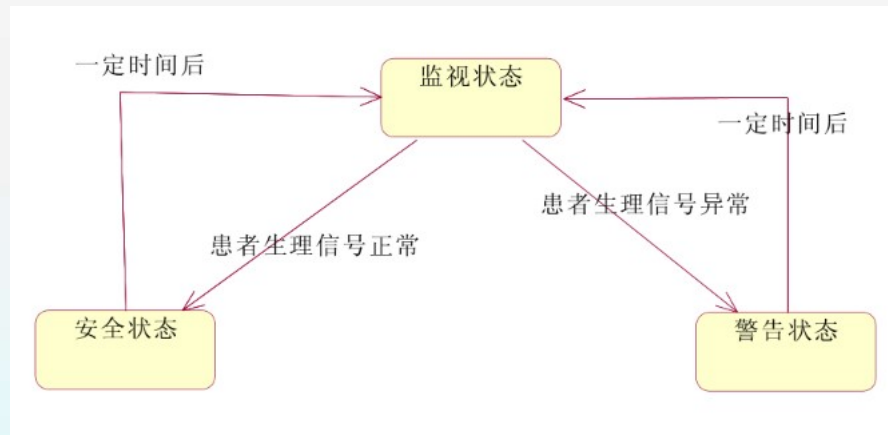 一定时间后
监视状态
一定时间后
患者生理信号异常
患者生理信号正常
安全状态
警告状态